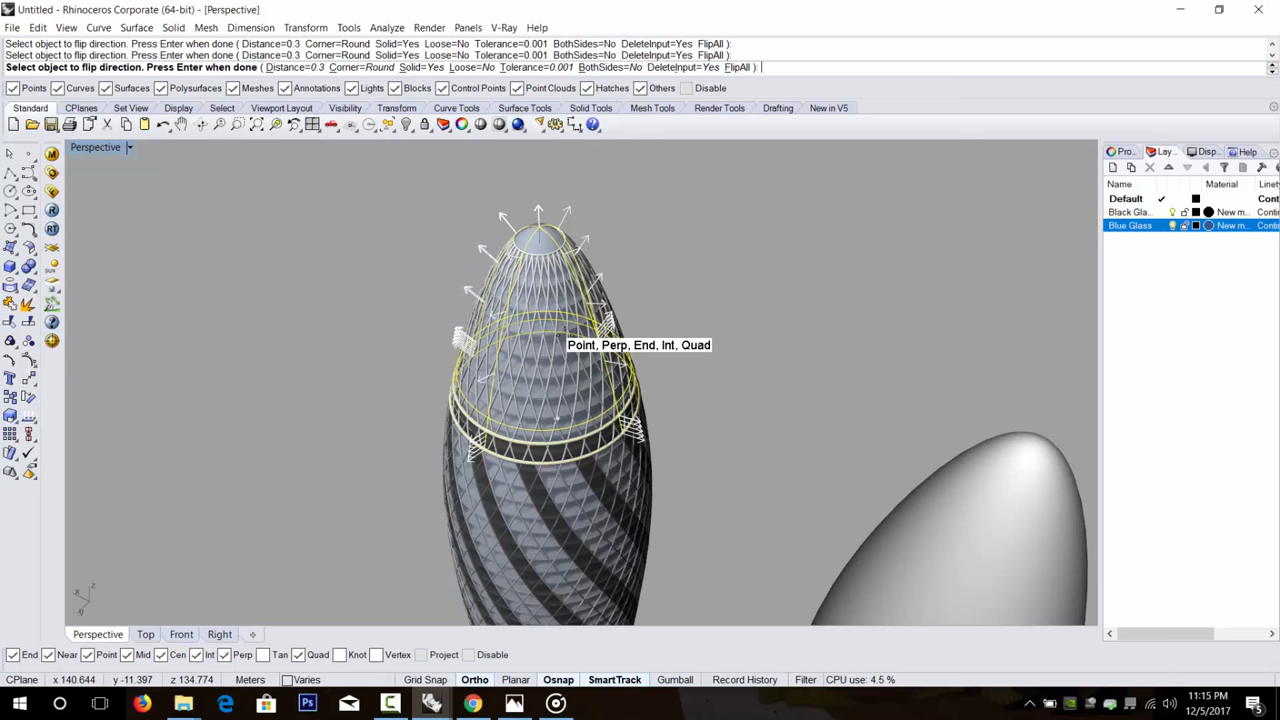 Untitled - Rhinoceros Corporate (64-bit) - [Perspective]
File Edit View Curve Surface Solid Mesh Dimension Transform Tools Analyze Render Panels V-Ray Help
Select object to flip direction. Press Enter when done ( Distance=0.3 Corner=Round Solid=Yes Loose=No Tolerance=0.001 BothSides=No DeleteInput=Yes FlipAll ):
Select object to flip direction. Press Enter when done ( Distance=0.3 Corner=Round Solid=Yes Loose=No Tolerance=0.001 BothSides=No DeleteInput=Yes FlipAll ):
Select object to flip direction. Press Enter when done ( Distance=0.3 Corner=Round Solid=Yes Loose=No Tolerance=0.001 BothSides=No DeleteInput=Yes FlipAll ):
Points Curves Surfaces Polysurfaces Meshes Annotations Lights Blocks Control Points Point Clouds Hatches Others Disable
Standard CPlanes Set View Display Select Viewport Layout Visibility Transform Curve Tools Surface Tools Solid Tools Mesh Tools Render Tools Drafting New in V5
Perspective
Pro... Lay... Disp... Help
Name Material Linety
Default Conti
Black Gla... New m... Contin
Blue Glass New m... Contin
Point, Perp, End, Int, Quad
z
x
y
Perspective Top Front Right
End Near Point Mid Cen Int Perp Tan Quad Knot Vertex Project Disable
CPlane x 140.644 y -11.397 z 134.774 Meters Varies Grid Snap Ortho Planar Osnap SmartTrack Gumball Record History Filter CPU use: 4.5 %
11:15 PM
12/5/2017
5